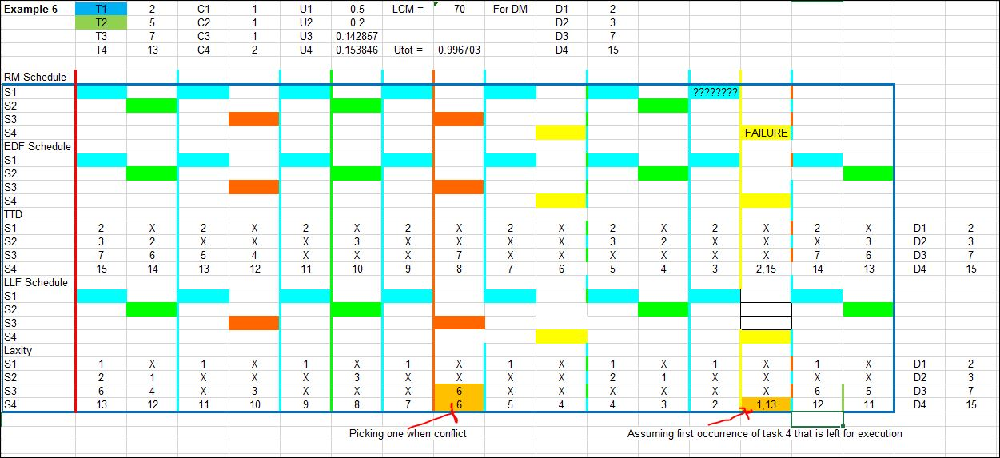 Example 6 T1 2 C1 1 U1 0.5 LCM = 70 For DM D1 2
T2 5 C2 1 U2 0.2 D2 3
T3 7 C3 1 U3 0.142857 D3 7
T4 13 C4 2 U4 0.153846 Utot = 0.996703 D4 15
RM Schedule
S1 ????????
S2
S3
S4 FAILURE
EDF Schedule
S1
S2
S3
S4
TTD
S1 2 X 2 X 2 X 2 X 2 X 2 X 2 X 2 X D1 2
S2 3 2 X X X 3 X X X X 3 2 X X X 3 D2 3
S3 7 6 5 4 X X X 7 X X X X X X 7 6 D3 7
S4 15 14 13 12 11 10 9 8 7 6 5 4 3 2,15 14 13 D4 15
LLF Schedule
S1
S2
S3
S4
Laxity
S1 1 X 1 X 1 X 1 X 1 X 1 X 1 X 1 X D1 2
S2 2 1 X X X 3 X X X X 2 1 X X X X D2 3
S3 6 4 X 3 X X X 6 X X X X X X 6 5 D3 7
S4 13 12 11 10 9 8 7 6 5 4 4 3 2 1,13 12 11 D4 15
Picking one when conflict Assuming first occurrence of task 4 that is left for execution